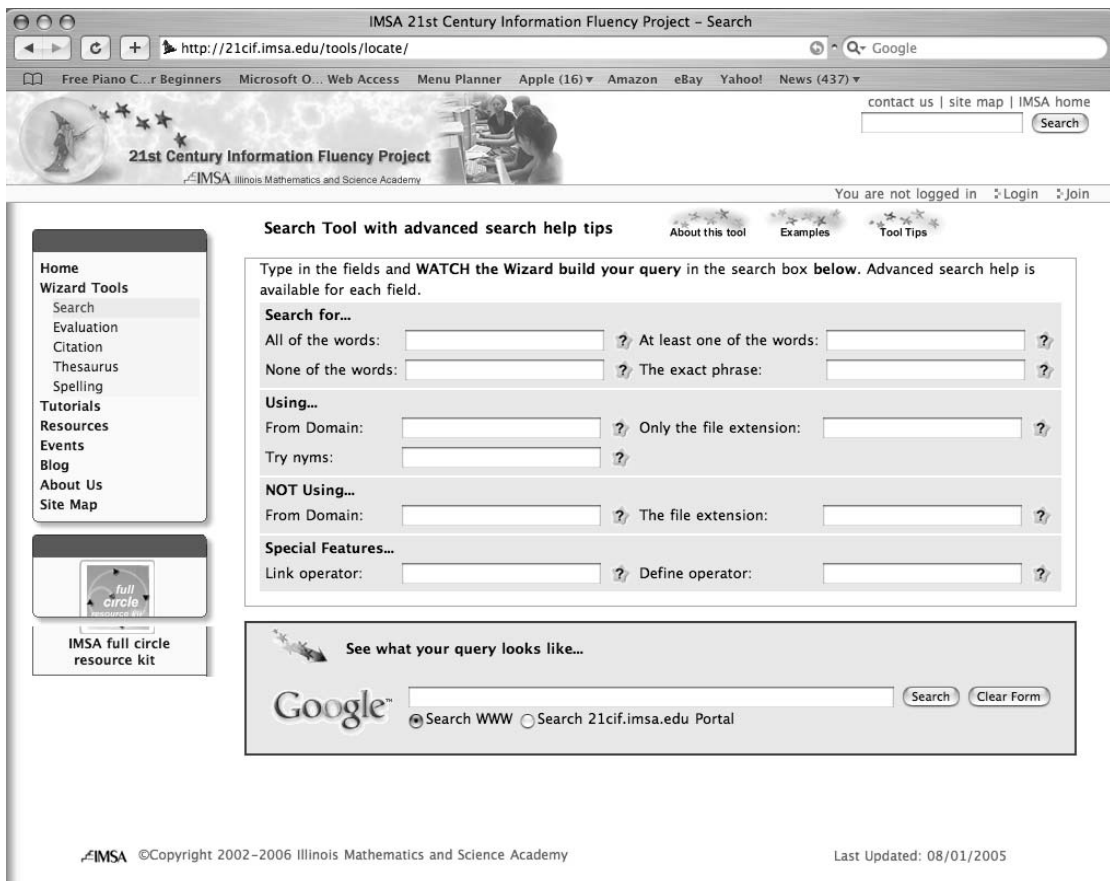 IMSA 21st Century Information Fluency Project – Search
http://21cif.imsa.edu/tools/locate/
Google
Free Piano C...r Beginners Microsoft O... Web Access Menu Planner Apple (16) Amazon eBay Yahoo! News (437)
contact us | site map | IMSA home
Search
21st Century Information Fluency Project
IMSA Illinois Mathematics and Science Academy
You are not logged in Login Join
Search Tool with advanced search help tips
About this tool Examples Tool Tips
Home
Wizard Tools
Search
Evaluation
Citation
Thesaurus
Spelling
Tutorials
Resources
Events
Blog
About Us
Site Map
full
circle
resource kit
IMSA full circle
resource kit
Type in the fields and WATCH the Wizard build your query in the search box below. Advanced search help is
available for each field.
Search for...
All of the words: ? At least one of the words: ?
None of the words: ? The exact phrase: ?
Using...
From Domain: ? Only the file extension: ?
Try nyms: ?
NOT Using...
From Domain: ? The file extension: ?
Special Features...
Link operator: ? Define operator: ?
See what your query looks like...
Google™ Search Clear Form
Search WWW Search 21cif.imsa.edu Portal
IMSA ©Copyright 2002–2006 Illinois Mathematics and Science Academy Last Updated: 08/01/2005